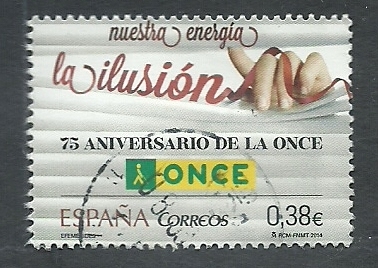 nuestra energía
la ilusión
75 ANIVERSARIO DE LA ONCE
ONCE
ESPAÑA CORREOS 0,38€
EFEMÉRIDES RCM-FNMT 2014